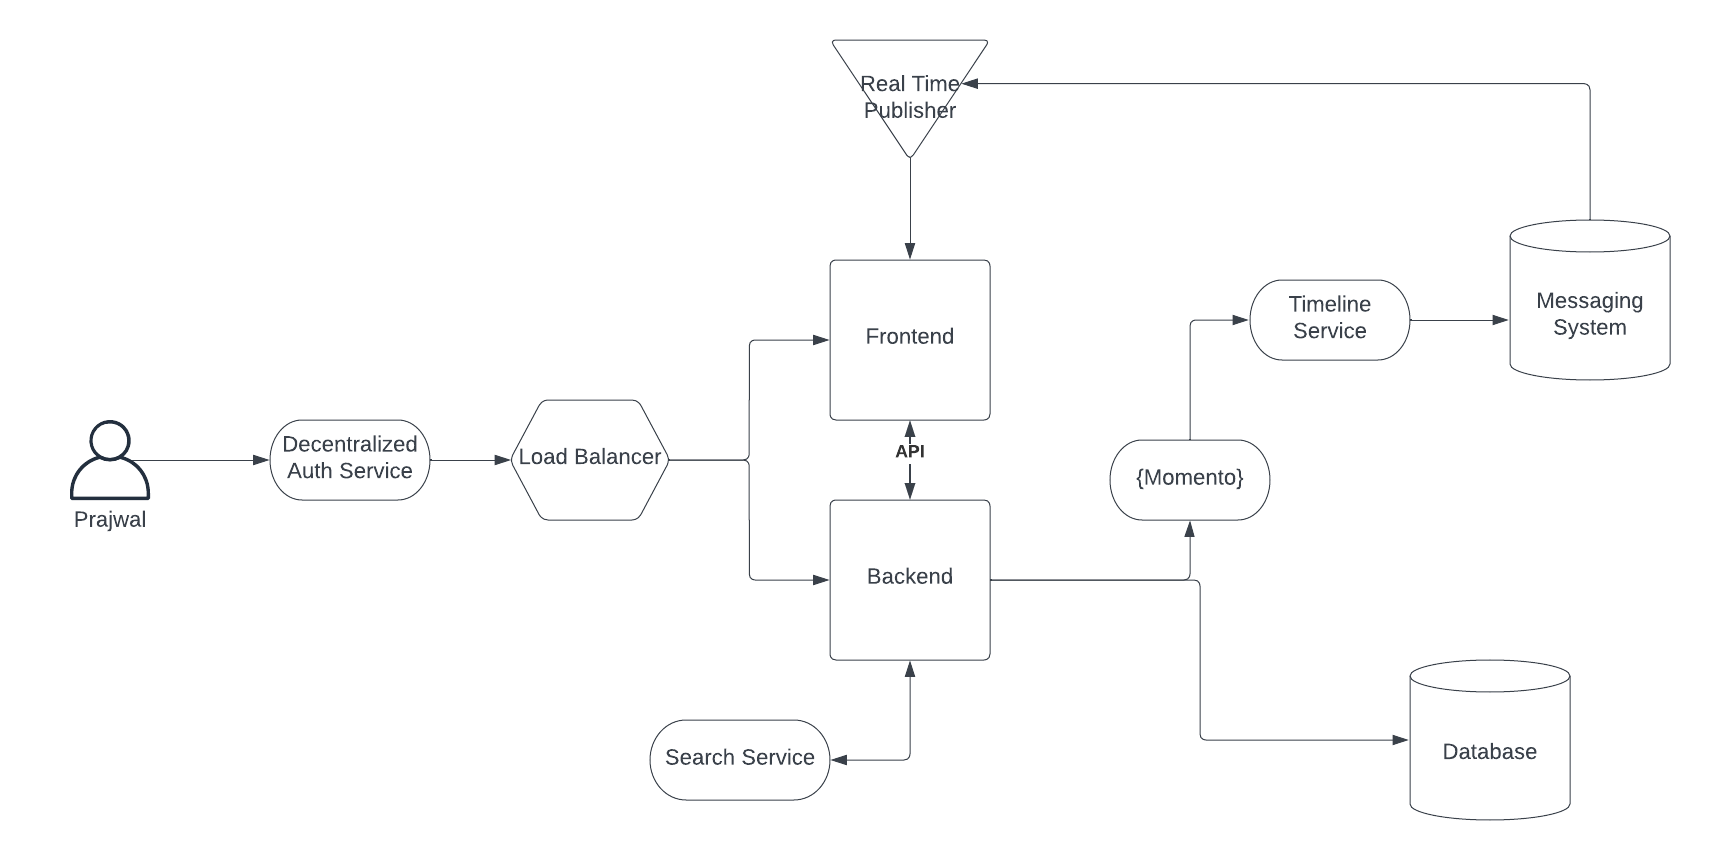 Real Time
Publisher
Frontend
Timeline
Service
Messaging
System
Decentralized
Auth Service
Load Balancer
API
{Momento}
Prajwal
Backend
Search Service
Database